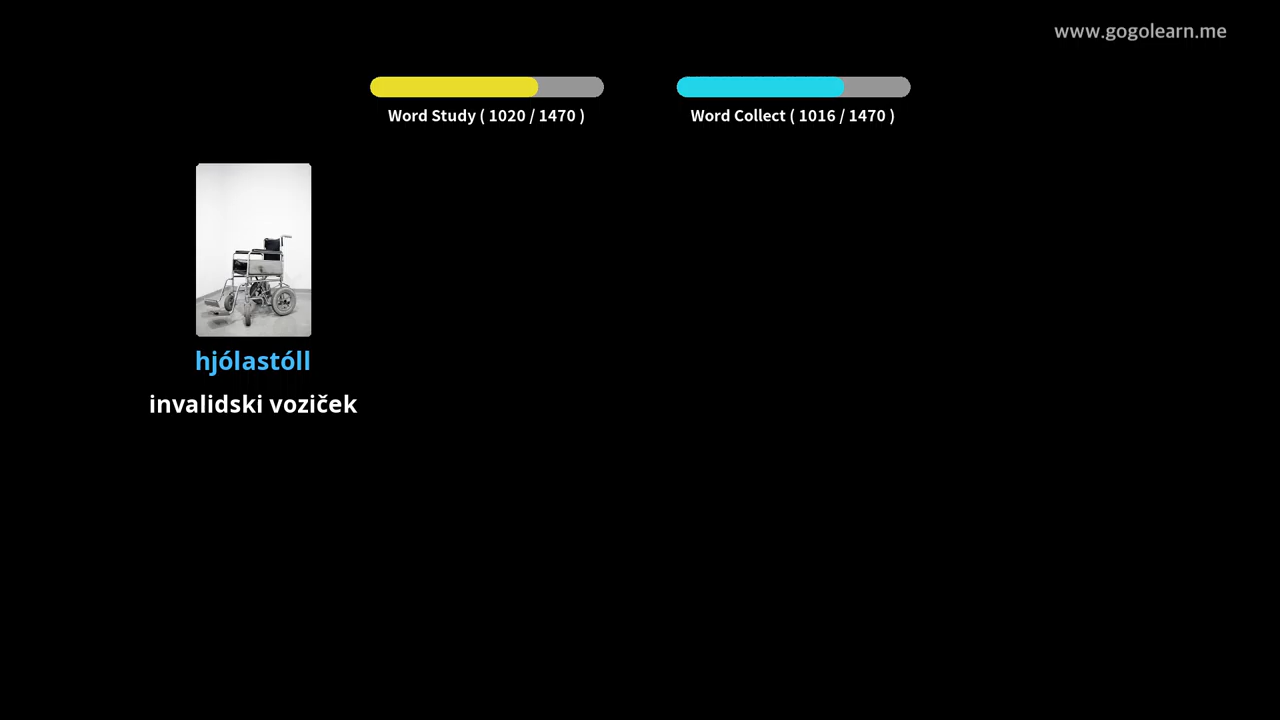 www.gogolearn.me
Word Study ( 1020 / 1470 )
Word Collect ( 1016 / 1470 )
hjólastóll
invalidski voziček